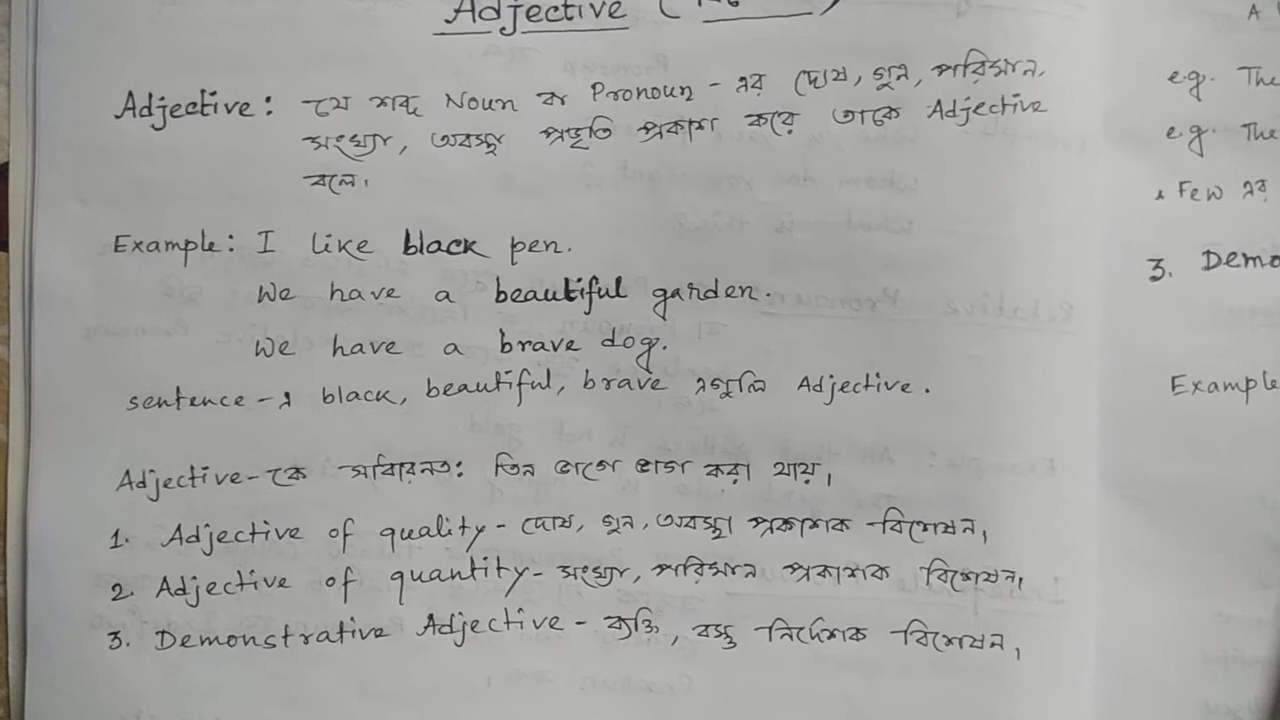 Adjective (
Adjective: যে শব্দ Noun বা Pronoun - এর দোষ, গুন, পরিমান,
সংখ্যা, অবস্থা প্রভৃতি প্রকাশ করে তাকে Adjective
বলে।
Example: I like black pen.
We have a beautiful garden.
We have a brave dog.
sentence - এ black, beautiful, brave এগুলি Adjective.
Adjective - কে সাধারনত: তিন ভাগে ভাগ করা যায়।
1. Adjective of quality - দোষ, গুন, অবস্থা প্রকাশক বিশেষন।
2. Adjective of quantity - সংখ্যা, পরিমান প্রকাশক বিশেষন।
3. Demonstrative Adjective - ব্যক্তি, বস্তু নির্দেশক বিশেষন।
A
e.g. The
e.g. The
Few এর
3. Demo
Example